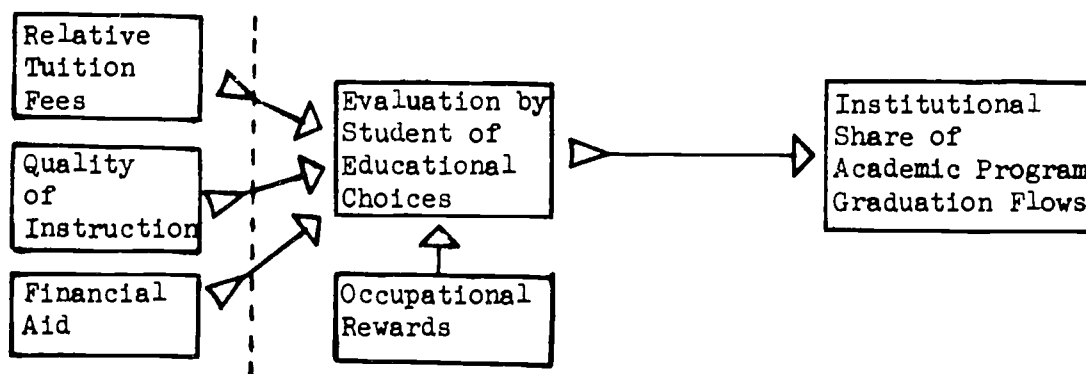 Relative
Tuition
Fees
Quality
of
Instruction
Financial
Aid
Evaluation by
Student of
Educational
Choices
Occupational
Rewards
Institutional
Share of
Academic Program
Graduation Flows